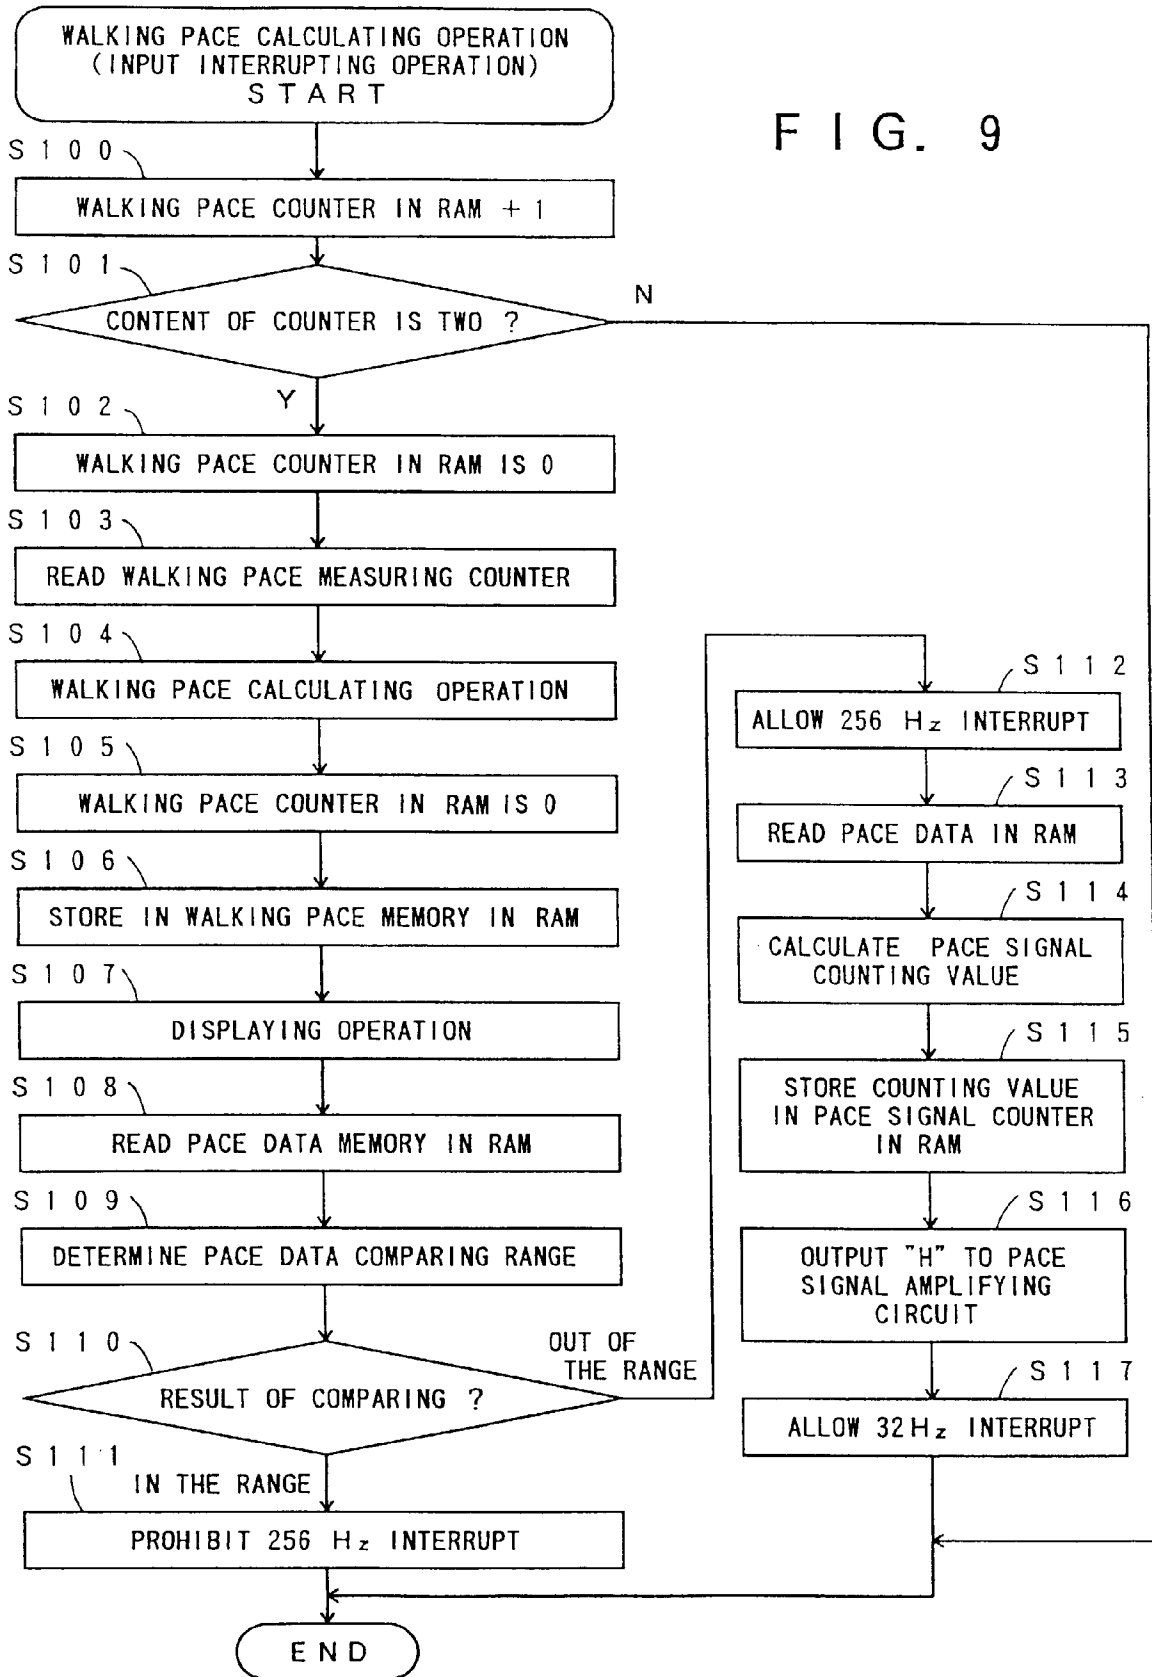 WALKING PACE CALCULATING OPERATION
(INPUT INTERRUPTING OPERATION)
START
FIG. 9
S100
WALKING PACE COUNTER IN RAM + 1
S101
CONTENT OF COUNTER IS TWO ?
N
Y
S102
WALKING PACE COUNTER IN RAM IS 0
S103
READ WALKING PACE MEASURING COUNTER
S104
WALKING PACE CALCULATING OPERATION
S105
WALKING PACE COUNTER IN RAM IS 0
S106
STORE IN WALKING PACE MEMORY IN RAM
S107
DISPLAYING OPERATION
S108
READ PACE DATA MEMORY IN RAM
S109
DETERMINE PACE DATA COMPARING RANGE
S110
RESULT OF COMPARING ?
OUT OF
THE RANGE
S111
IN THE RANGE
PROHIBIT 256 Hz INTERRUPT
S112
ALLOW 256 Hz INTERRUPT
S113
READ PACE DATA IN RAM
S114
CALCULATE PACE SIGNAL
COUNTING VALUE
S115
STORE COUNTING VALUE
IN PACE SIGNAL COUNTER
IN RAM
S116
OUTPUT "H" TO PACE
SIGNAL AMPLIFYING
CIRCUIT
S117
ALLOW 32Hz INTERRUPT
END